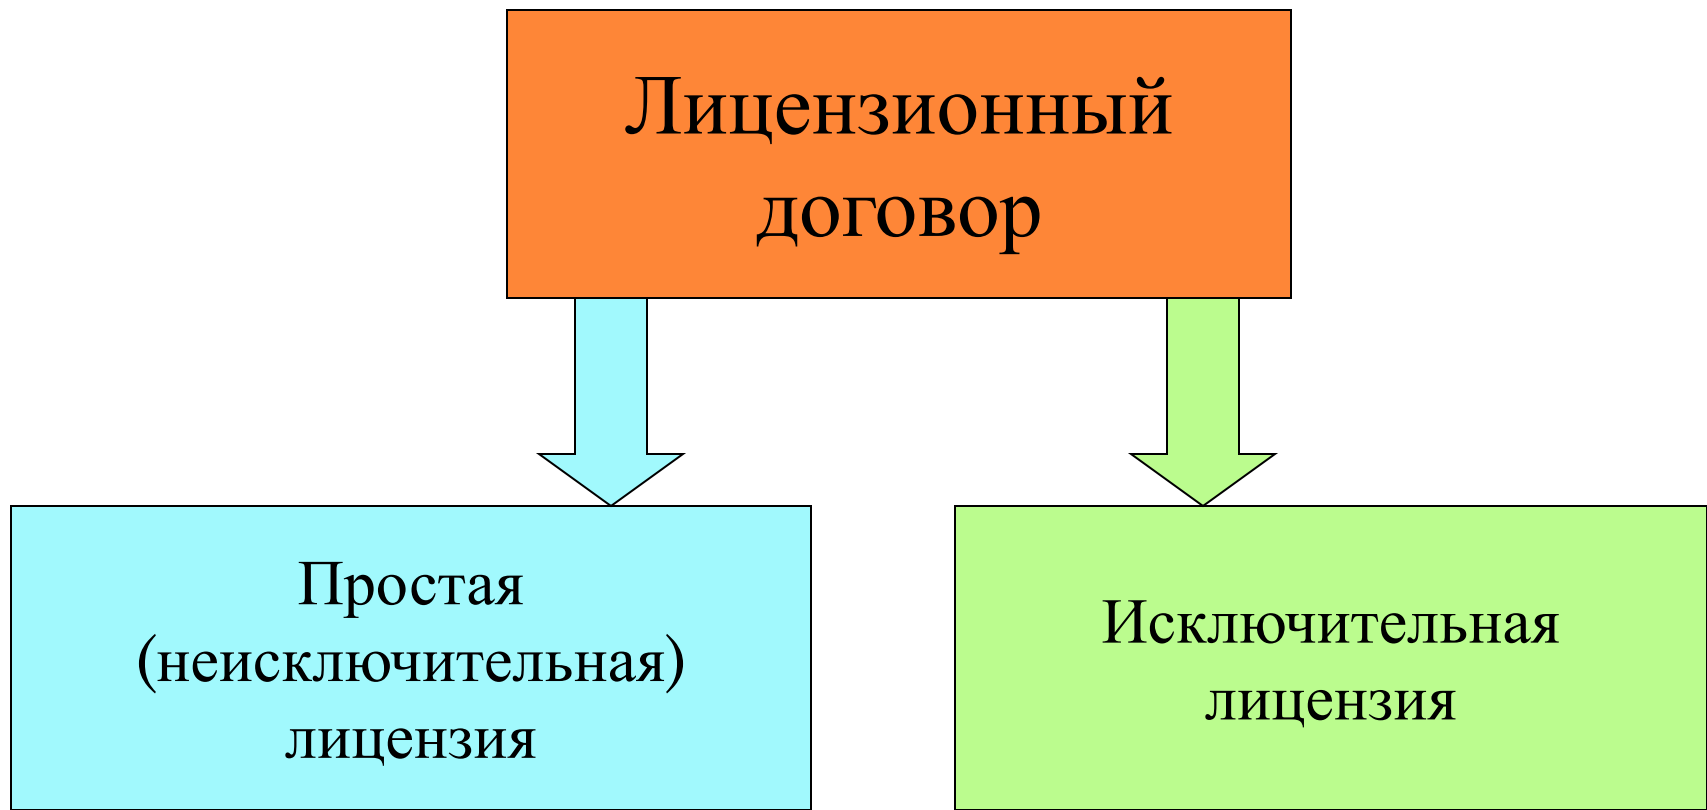 Лицензионный
договор
Простая
(неисключительная)
лицензия
Исключительная
лицензия